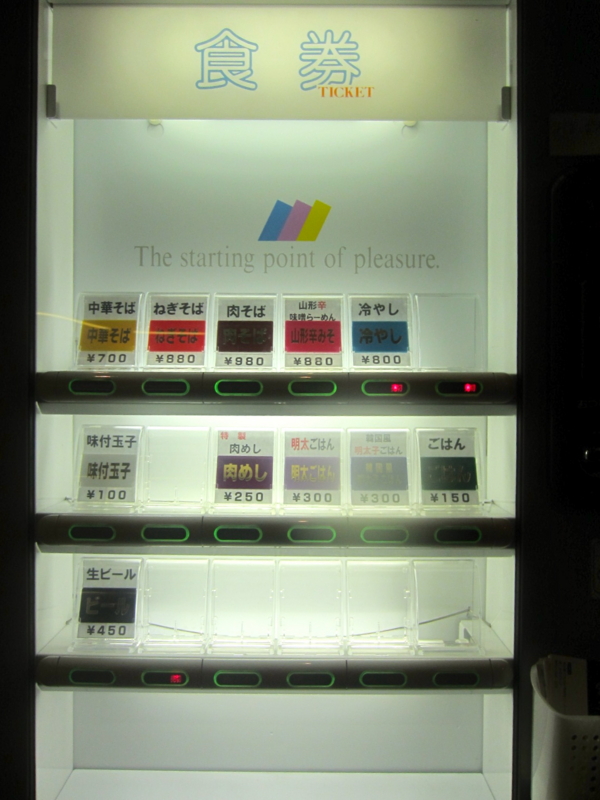 食券
TICKET
The starting point of pleasure.
中華そば
中華そば
¥700
ねぎそば
ねぎそば
¥880
肉そば
肉そば
¥980
山形辛
味噌らーめん
山形辛みそ
¥880
冷やし
冷やし
¥800
味付玉子
味付玉子
¥100
特製
肉めし
肉めし
¥250
明太ごはん
明太ごはん
¥300
韓国風
明太子ごはん
¥300
ごはん
¥150
生ビール
ビール
¥450